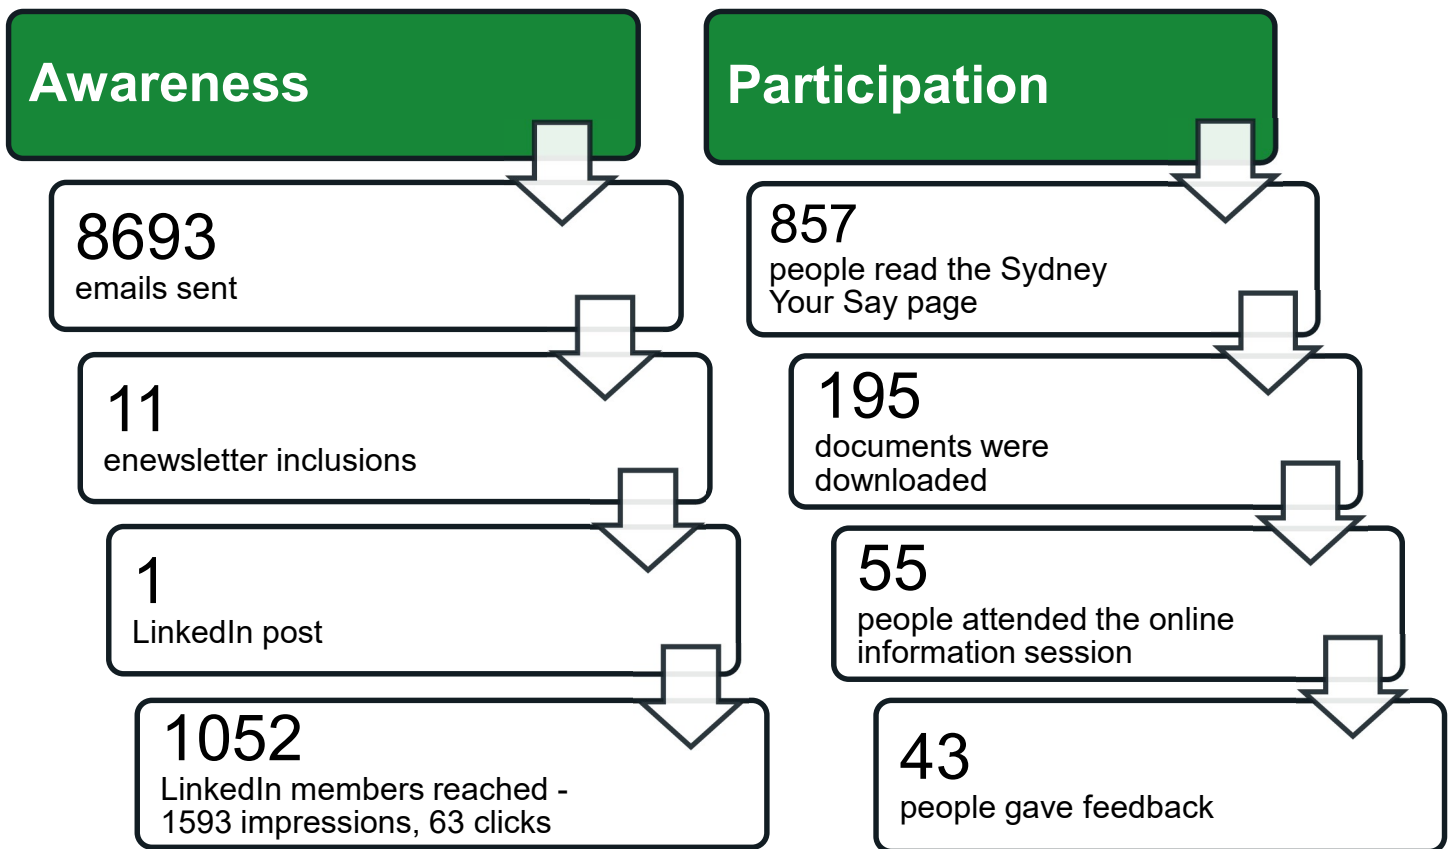 Awareness
8693
emails sent
11
enewsletter inclusions
1
LinkedIn post
1052
LinkedIn members reached -
1593 impressions, 63 clicks
Participation
857
people read the Sydney
Your Say page
195
documents were
downloaded
55
people attended the online
information session
43
people gave feedback